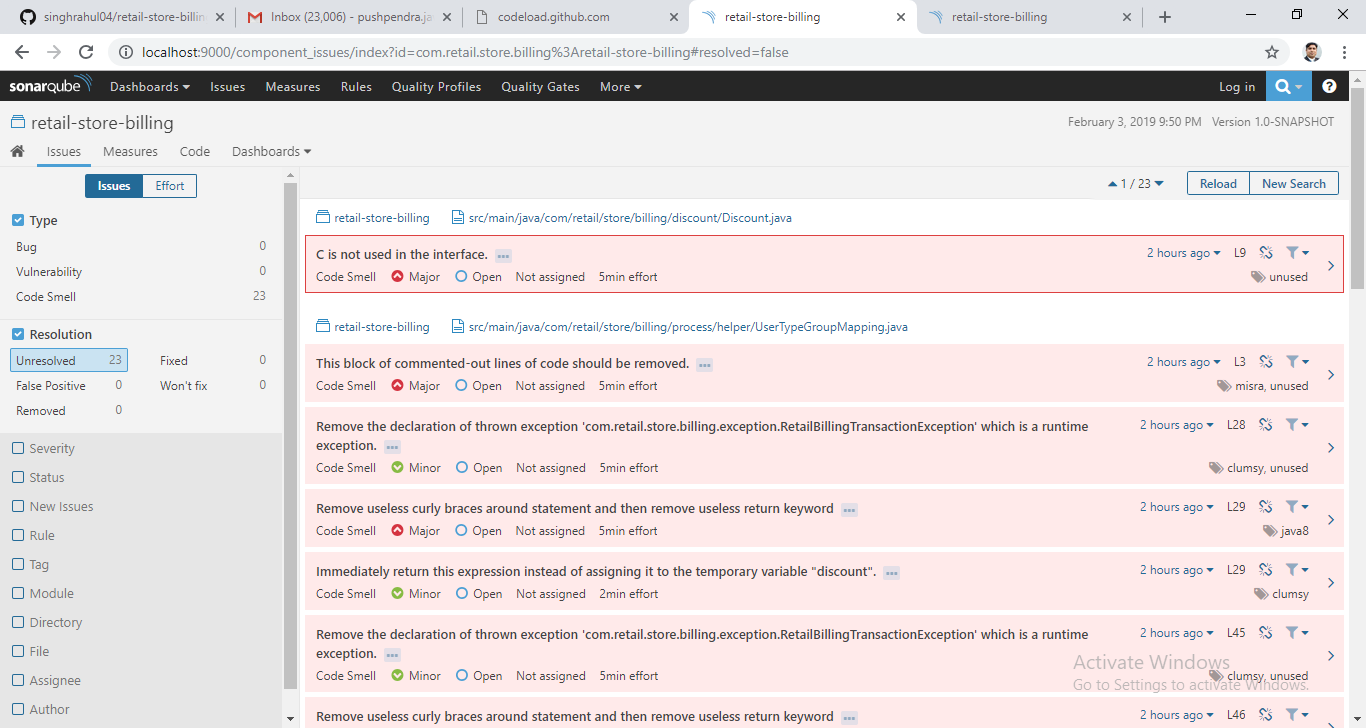 singhrahul04/retail-store-billin
Inbox (23,006) - pushpendra.ja
codeload.github.com
retail-store-billing
retail-store-billing
localhost:9000/component_issues/index?id=com.retail.store.billing%3Aretail-store-billing#resolved=false
sonarqube Dashboards Issues Measures Rules Quality Profiles Quality Gates More Log in
retail-store-billing
February 3, 2019 9:50 PM Version 1.0-SNAPSHOT
Issues Measures Code Dashboards
Issues Effort
1 / 23 Reload New Search
Type
Bug 0
Vulnerability 0
Code Smell 23
Resolution
Unresolved 23 Fixed 0
False Positive 0 Won't fix 0
Removed 0
Severity
Status
New Issues
Rule
Tag
Module
Directory
File
Assignee
Author
retail-store-billing src/main/java/com/retail/store/billing/discount/Discount.java
C is not used in the interface. 2 hours ago L9
Code Smell Major Open Not assigned 5min effort unused
retail-store-billing src/main/java/com/retail/store/billing/process/helper/UserTypeGroupMapping.java
This block of commented-out lines of code should be removed. 2 hours ago L3
Code Smell Major Open Not assigned 5min effort misra, unused
Remove the declaration of thrown exception 'com.retail.store.billing.exception.RetailBillingTransactionException' which is a runtime 2 hours ago L28
exception.
Code Smell Minor Open Not assigned 5min effort clumsy, unused
Remove useless curly braces around statement and then remove useless return keyword 2 hours ago L29
Code Smell Major Open Not assigned 5min effort java8
Immediately return this expression instead of assigning it to the temporary variable "discount". 2 hours ago L29
Code Smell Minor Open Not assigned 2min effort clumsy
Remove the declaration of thrown exception 'com.retail.store.billing.exception.RetailBillingTransactionException' which is a runtime 2 hours ago L45
exception.
Code Smell Minor Open Not assigned 5min effort clumsy, unused
Activate Windows
Go to Settings to activate Windows.
Remove useless curly braces around statement and then remove useless return keyword 2 hours ago L46